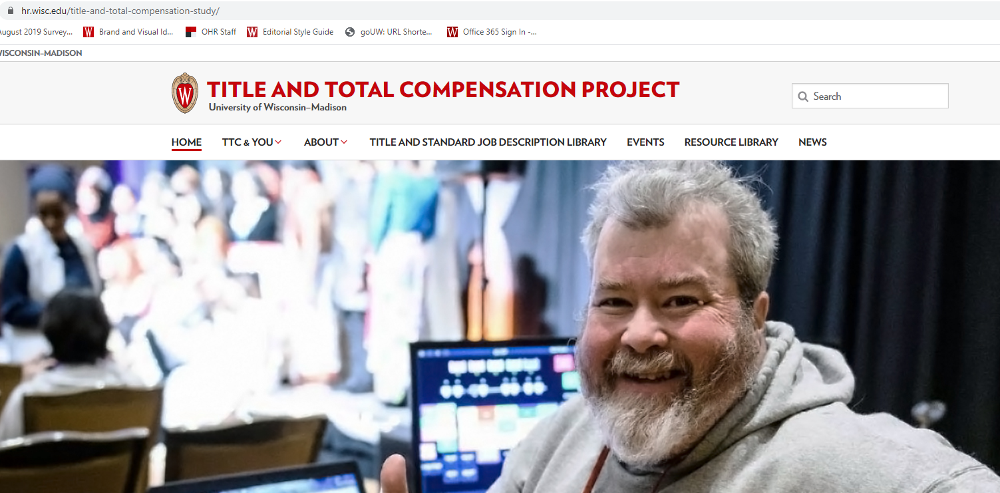 hr.wisc.edu/title-and-total-compensation-study/
August 2019 Survey... Brand and Visual Id... OHR Staff Editorial Style Guide goUW: URL Shorte... Office 365 Sign In -...
WISCONSIN–MADISON
TITLE AND TOTAL COMPENSATION PROJECT
University of Wisconsin–Madison
Search
HOME TTC & YOU ABOUT TITLE AND STANDARD JOB DESCRIPTION LIBRARY EVENTS RESOURCE LIBRARY NEWS